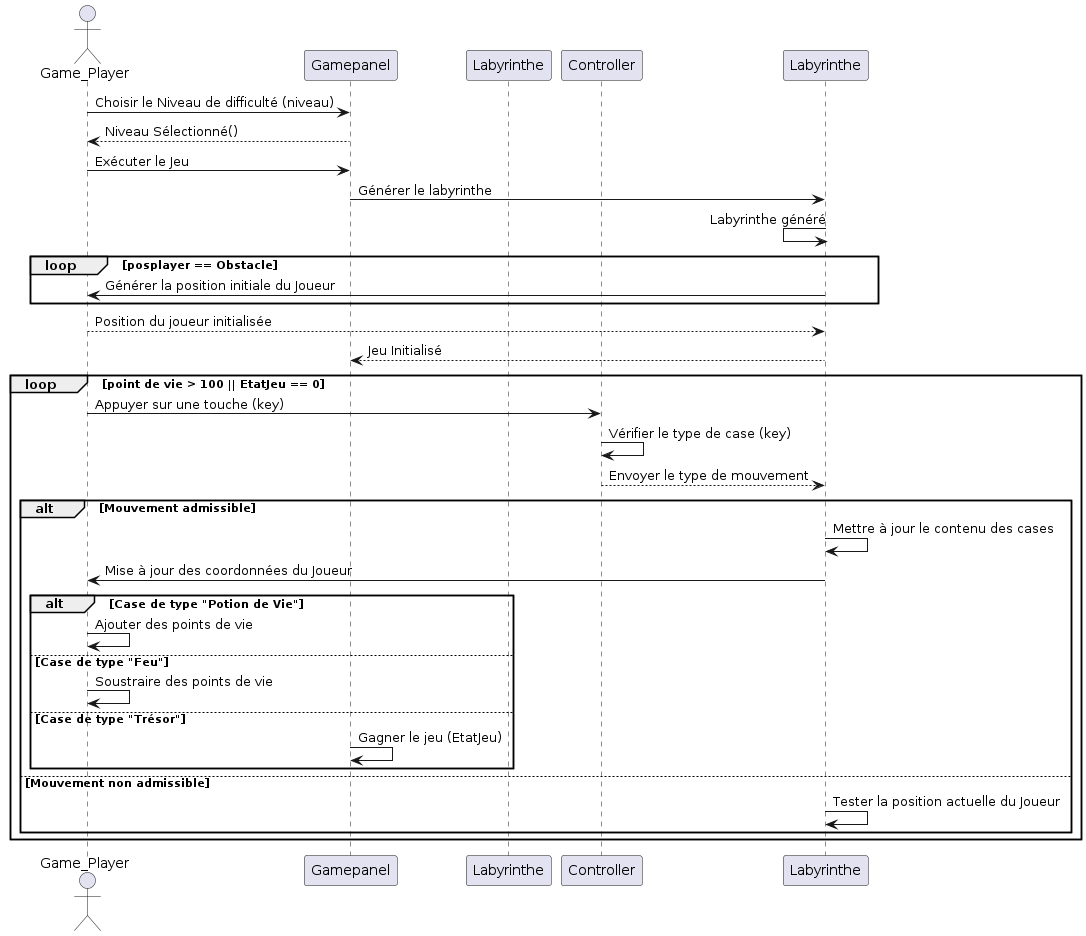 Game_Player
Gamepanel
Labyrinthe
Controller
Labyrinthe
Choisir le Niveau de difficulté (niveau)
Niveau Sélectionné()
Exécuter le Jeu
Générer le labyrinthe
Labyrinthe généré
loop [posplayer == Obstacle]
Générer la position initiale du Joueur
Position du joueur initialisée
Jeu Initialisé
loop [point de vie > 100 || EtatJeu == 0]
Appuyer sur une touche (key)
Vérifier le type de case (key)
Envoyer le type de mouvement
alt [Mouvement admissible]
Mettre à jour le contenu des cases
Mise à jour des coordonnées du Joueur
alt [Case de type "Potion de Vie"]
Ajouter des points de vie
[Case de type "Feu"]
Soustraire des points de vie
[Case de type "Trésor"]
Gagner le jeu (EtatJeu)
[Mouvement non admissible]
Tester la position actuelle du Joueur
Game_Player
Gamepanel
Labyrinthe
Controller
Labyrinthe